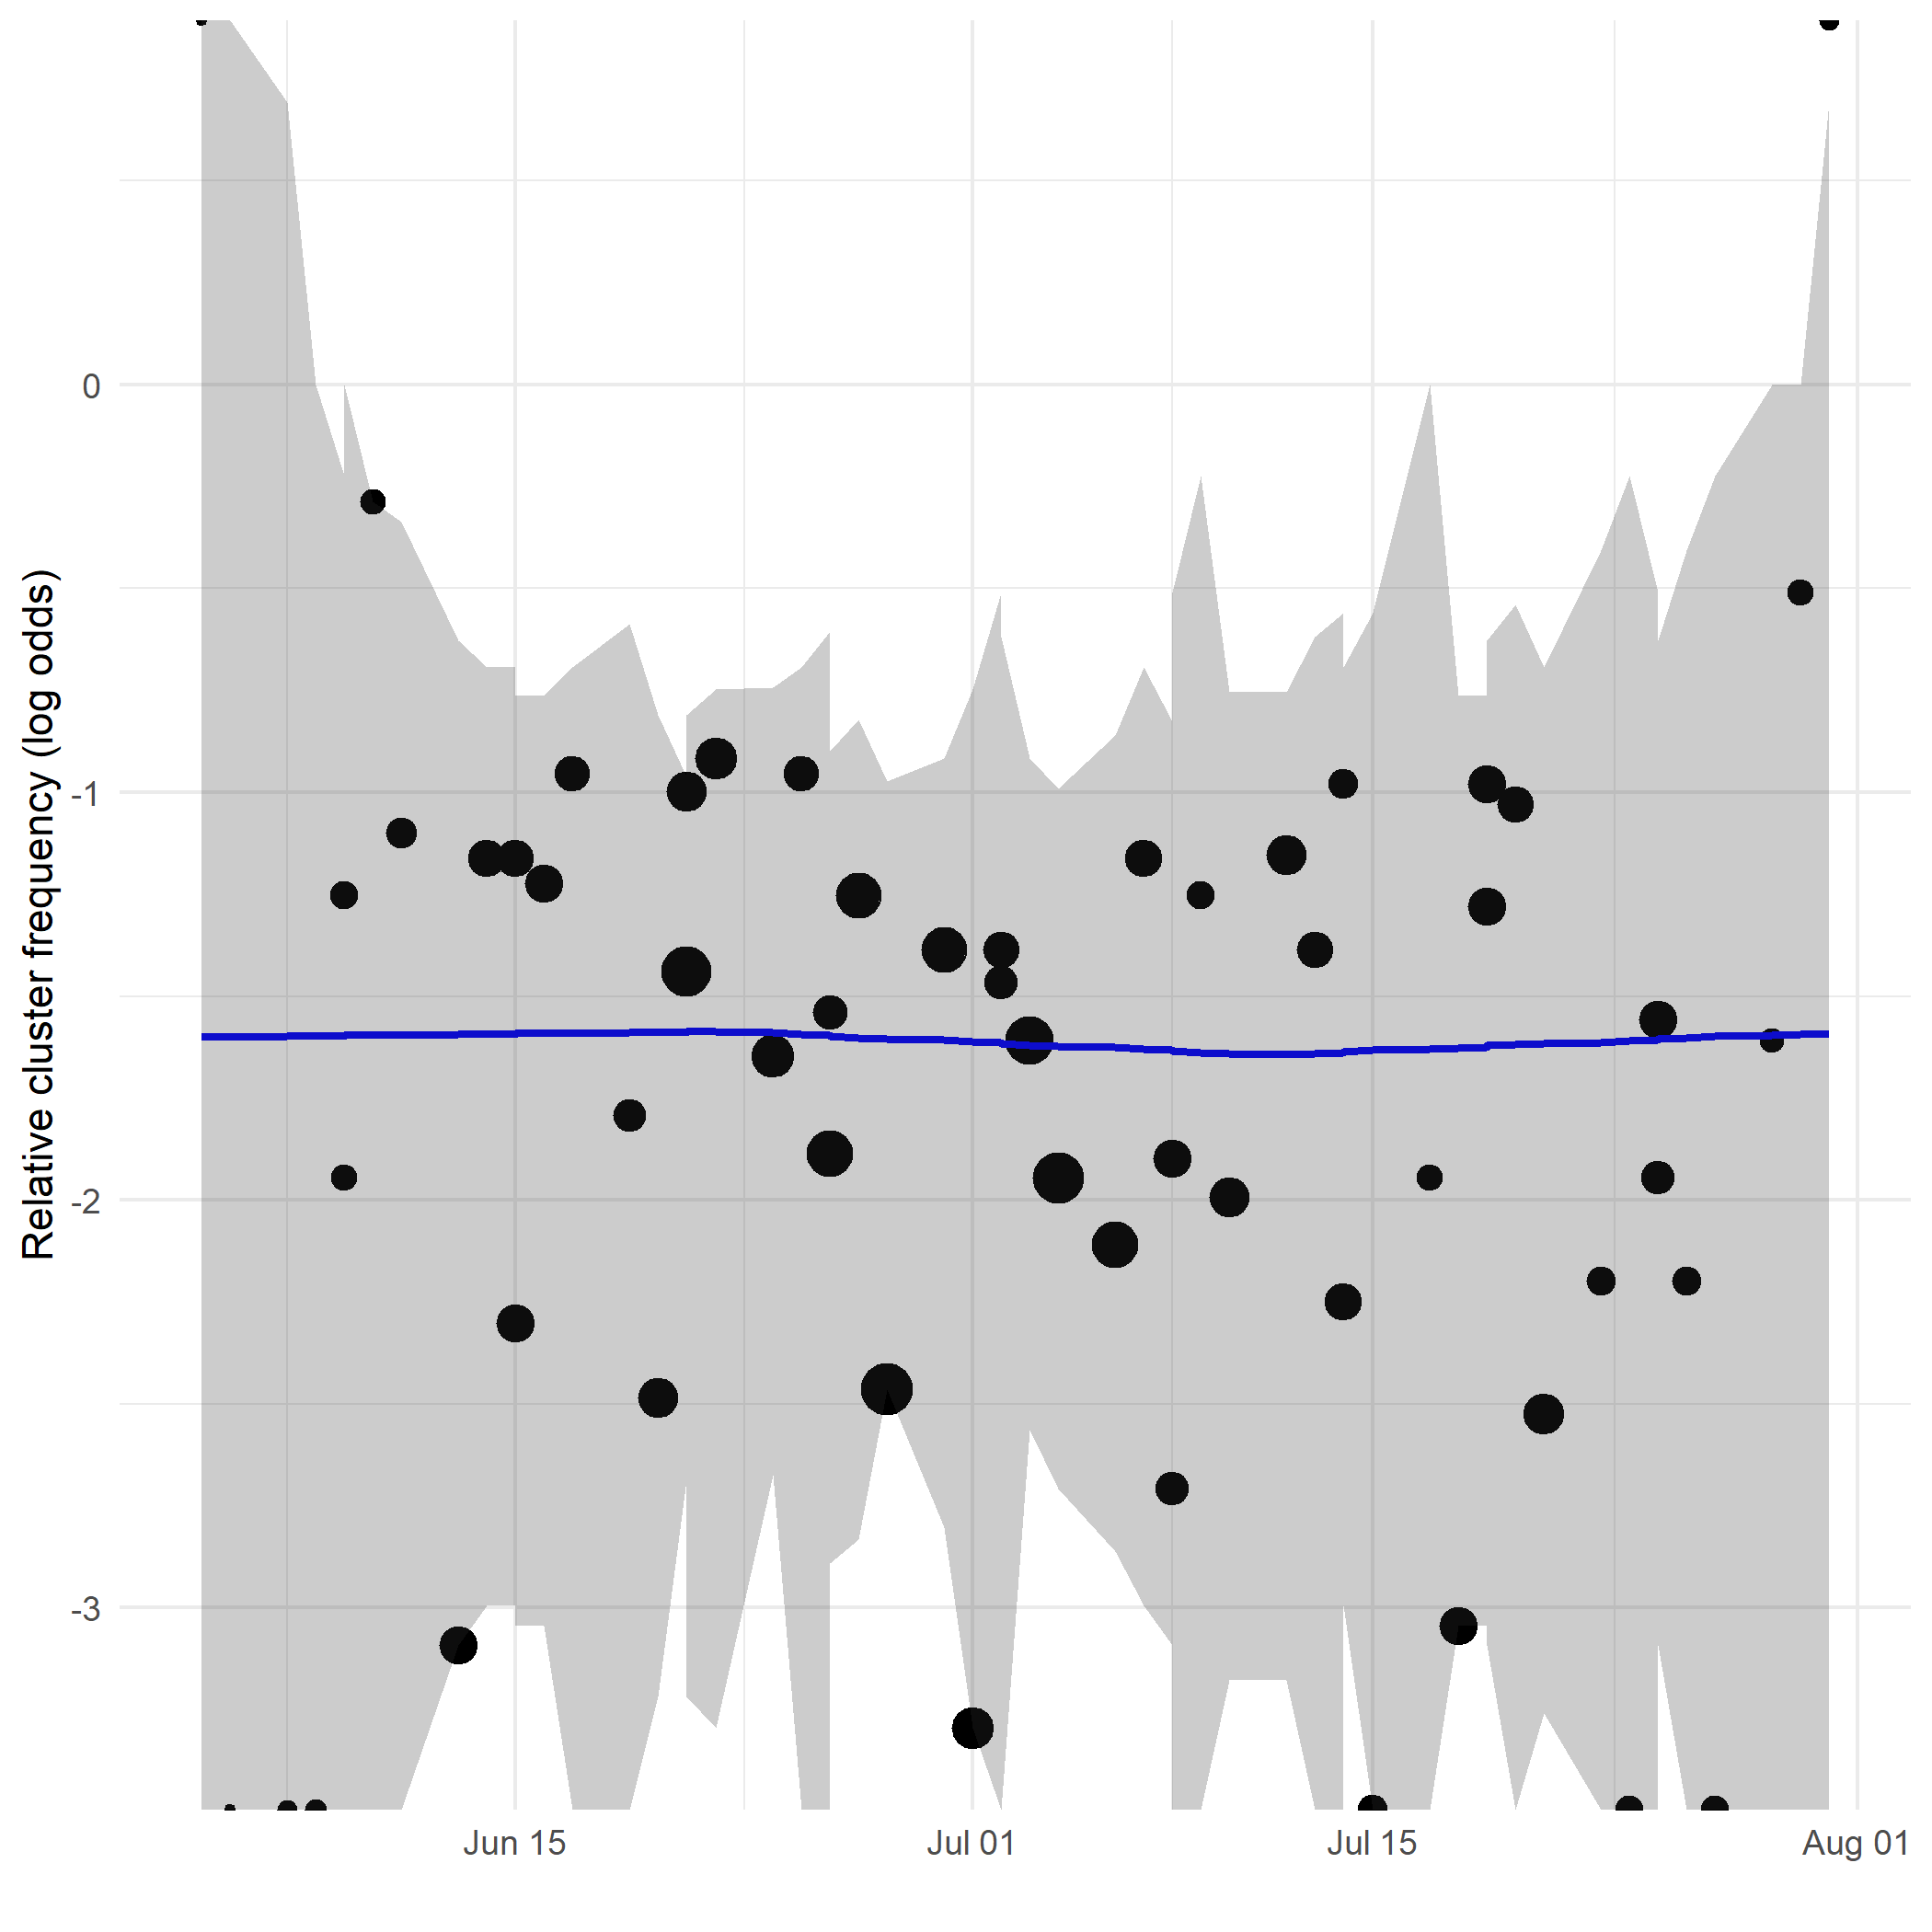 Relative cluster frequency (log odds)
0
-1
-2
-3
Jun 15
Jul 01
Jul 15
Aug 01